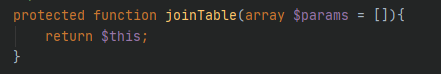 protected function joinTable(array $params = []){
    return $this;
}